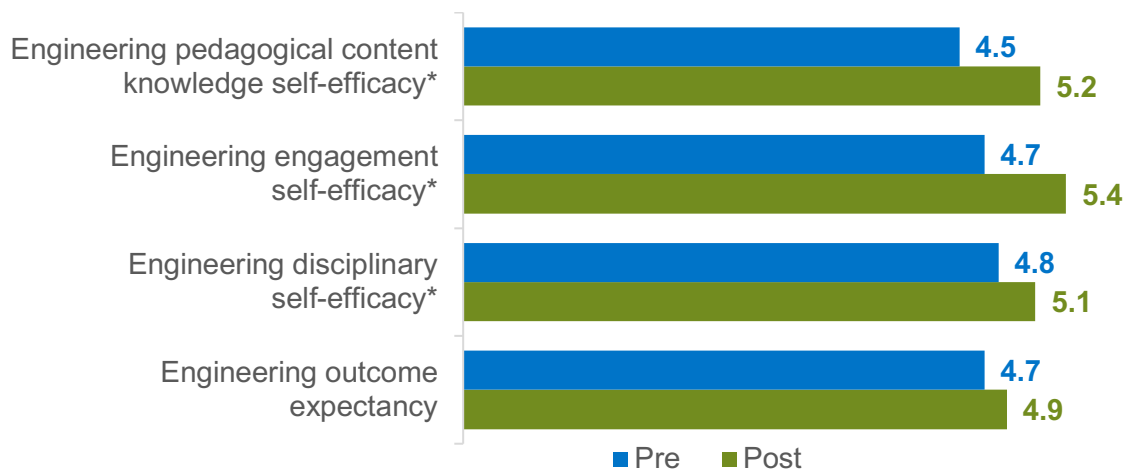 Engineering pedagogical content
knowledge self-efficacy*
4.5
5.2
Engineering engagement
self-efficacy*
4.7
5.4
Engineering disciplinary
self-efficacy*
4.8
5.1
Engineering outcome
expectancy
4.7
4.9
Pre Post